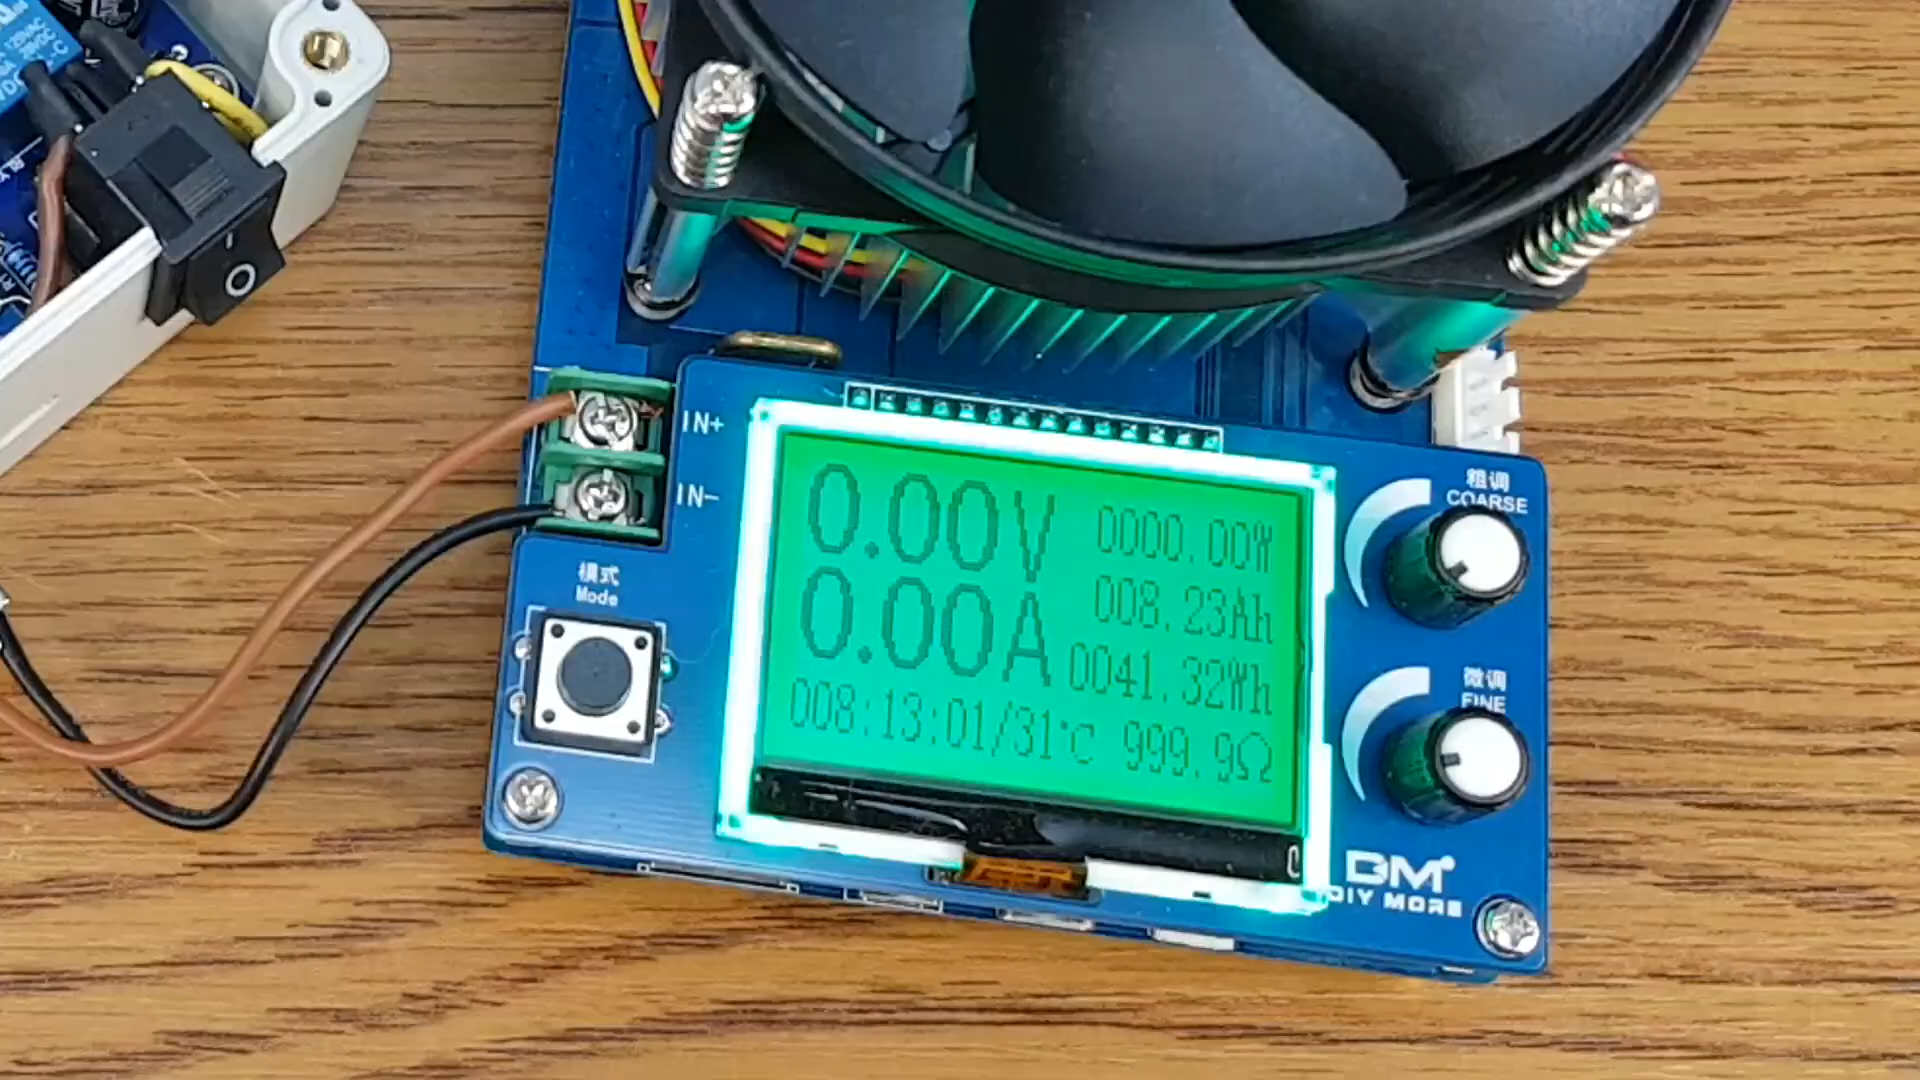 IN+
IN−
模式
Mode
0.00V
0000.00W
008.23Ah
0.00A
0041.32Wh
008:13:01/31℃ 999.9Ω
粗调
COARSE
微调
FINE
DM
DIY MORE